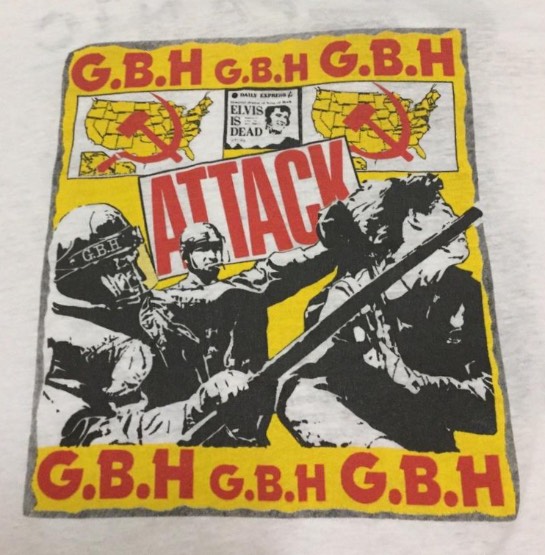 G.B.H G.B.H G.B.H
DAILY EXPRESS
ELVIS
IS
DEAD
ATTACK
G.B.H
G.B.H G.B.H G.B.H